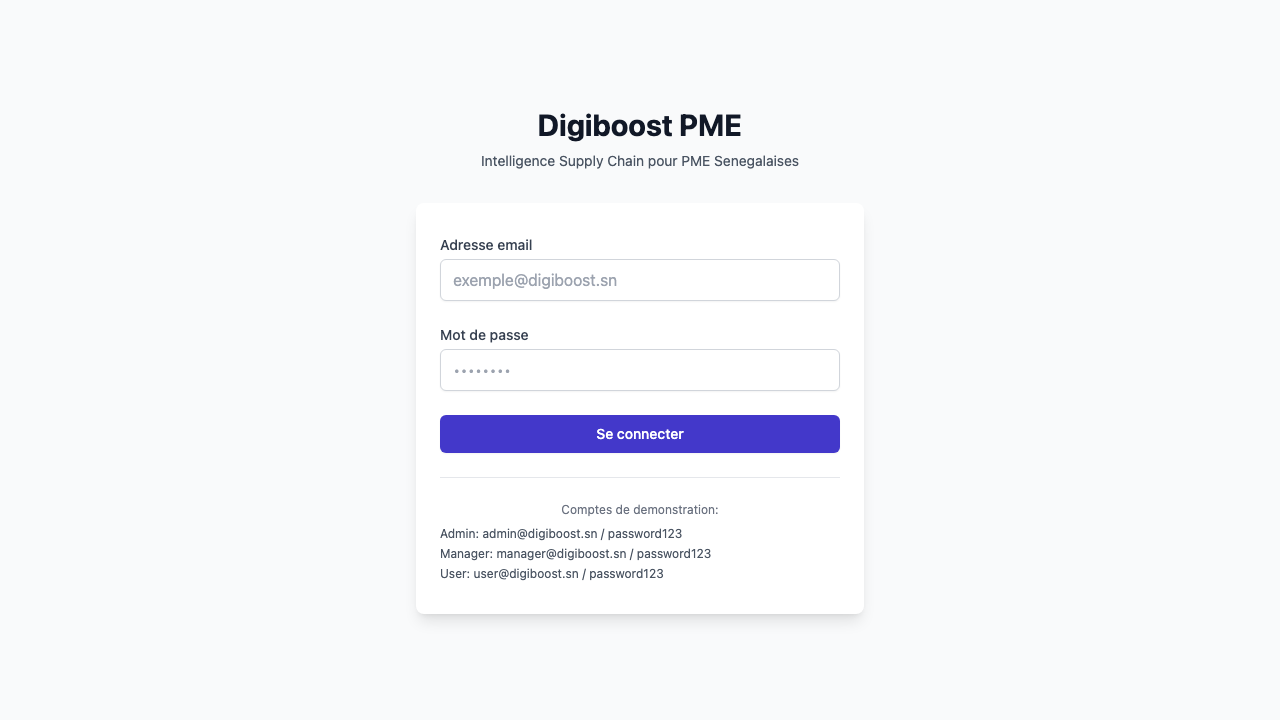 Digiboost PME
Intelligence Supply Chain pour PME Senegalaises
Adresse email
exemple@digiboost.sn
Mot de passe
••••••••
Se connecter
Comptes de demonstration:
Admin: admin@digiboost.sn / password123
Manager: manager@digiboost.sn / password123
User: user@digiboost.sn / password123